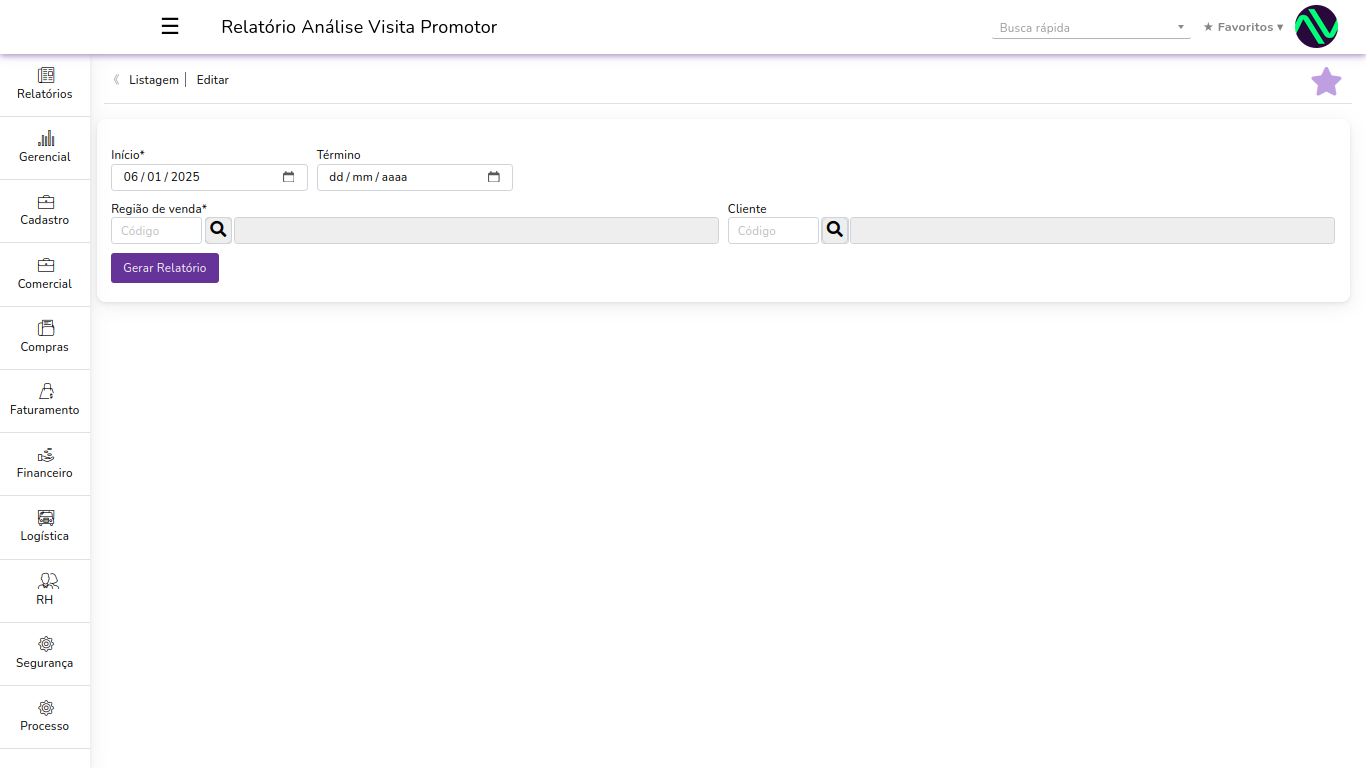 ☰ Relatório Análise Visita Promotor Busca rápida ★ Favoritos ▾
Relatórios
Gerencial
Cadastro
Comercial
Compras
Faturamento
Financeiro
Logística
RH
Segurança
Processo
《 Listagem | Editar
Início* Término
06/01/2025 dd/mm/aaaa
Região de venda* Cliente
Código Código
Gerar Relatório